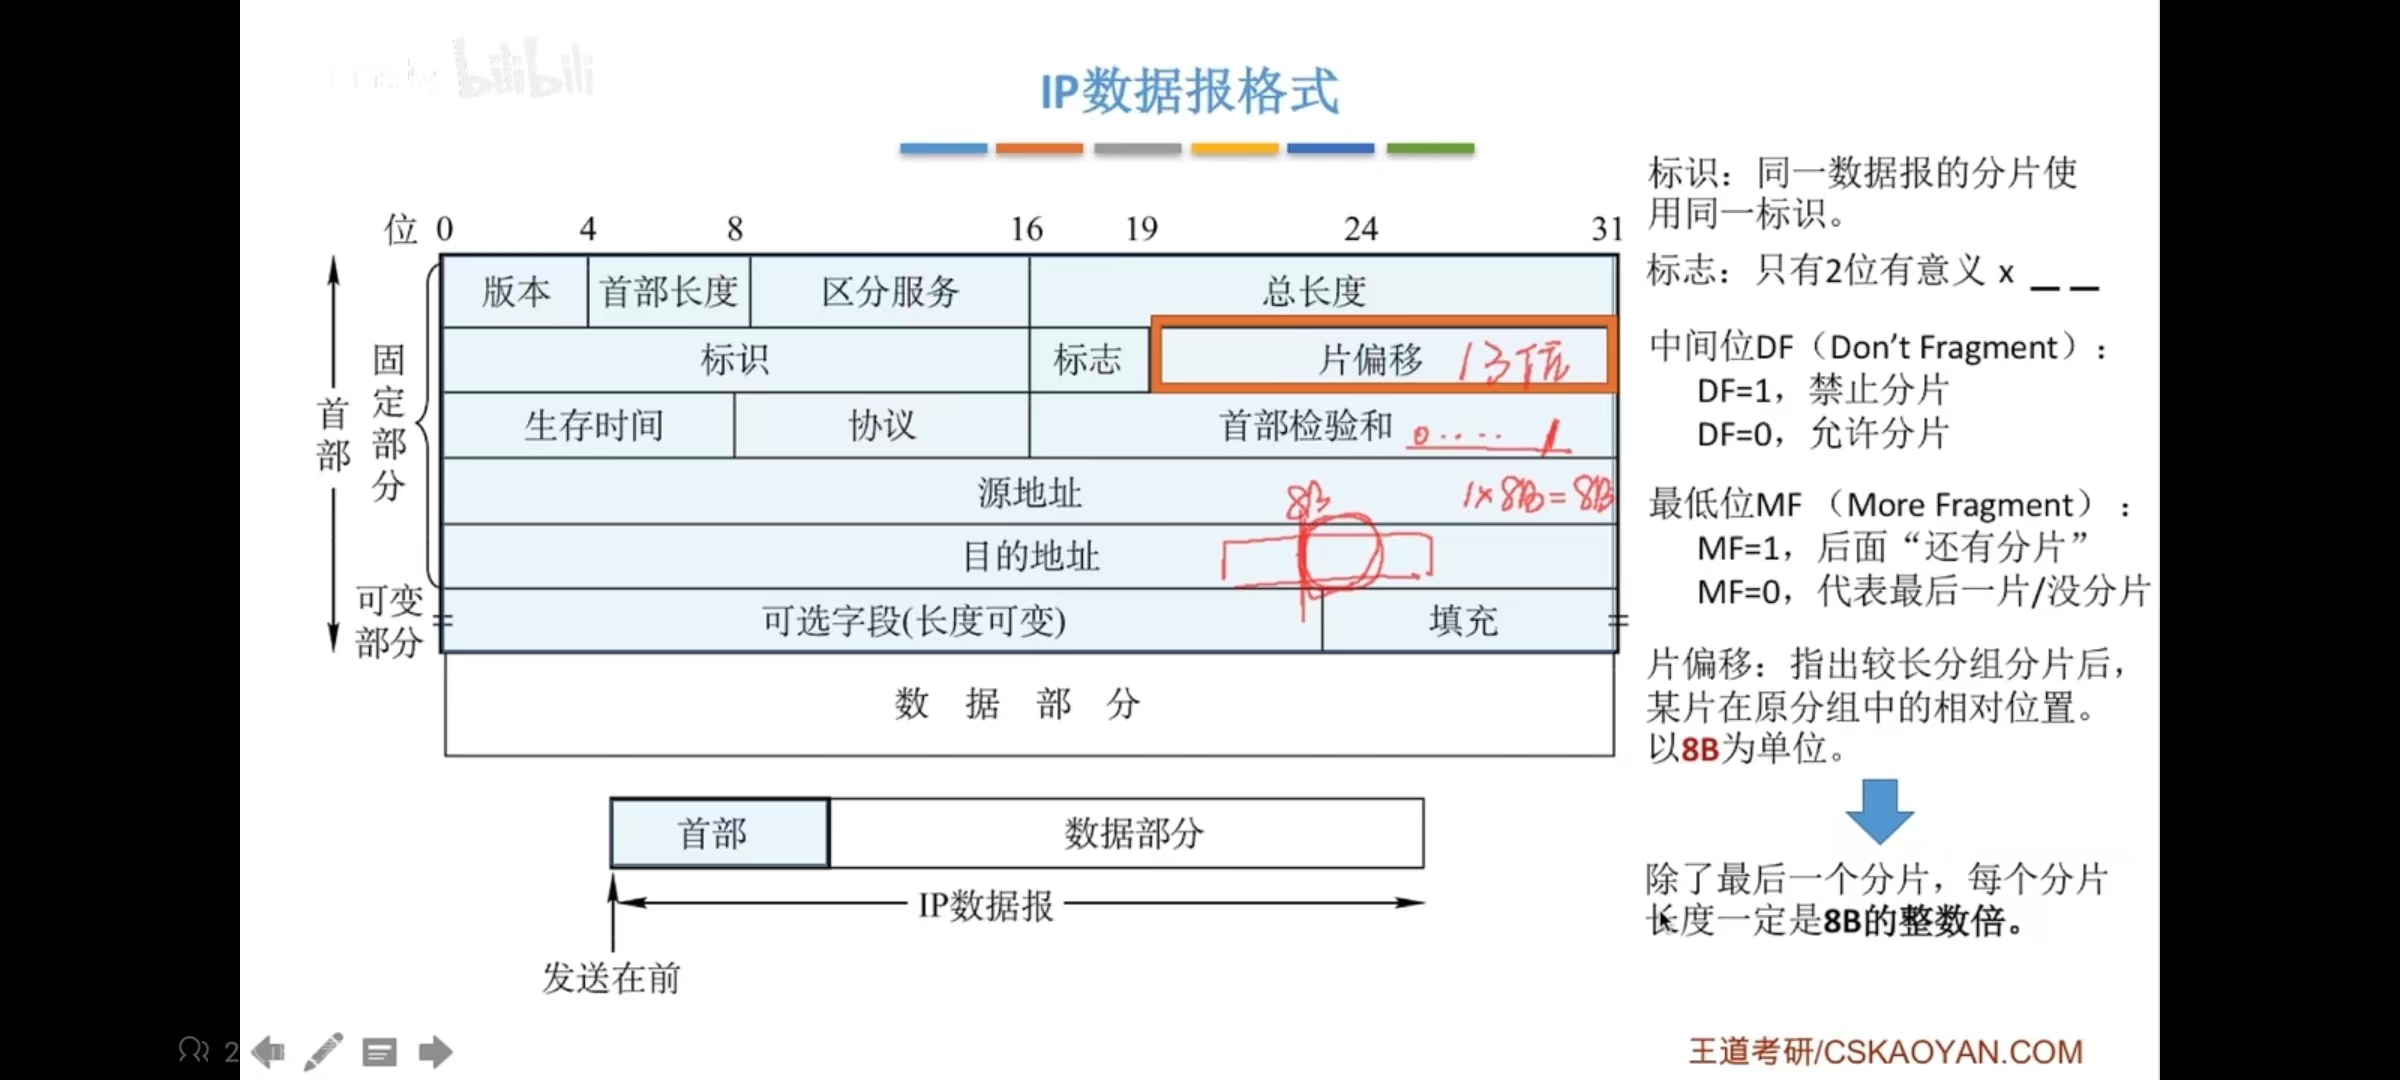 bilibili
IP数据报格式
位 0 4 8 16 19 24 31
版本 首部长度 区分服务 总长度
标识 标志 片偏移 13位
生存时间 协议 首部检验和 0····· 1
源地址 8B 1×8B=8B
目的地址
可选字段(长度可变) 填充
首部
固定部分
可变
部分
数据部分
首部 数据部分
IP数据报
发送在前
标识：同一数据报的分片使
用同一标识。
标志：只有2位有意义 x _ _
中间位DF（Don't Fragment）：
DF=1，禁止分片
DF=0，允许分片
最低位MF （More Fragment）：
MF=1，后面“还有分片”
MF=0，代表最后一片/没分片
片偏移：指出较长分组分片后，
某片在原分组中的相对位置。
以8B为单位。
除了最后一个分片，每个分片
长度一定是8B的整数倍。
2
王道考研/CSKAOYAN.COM